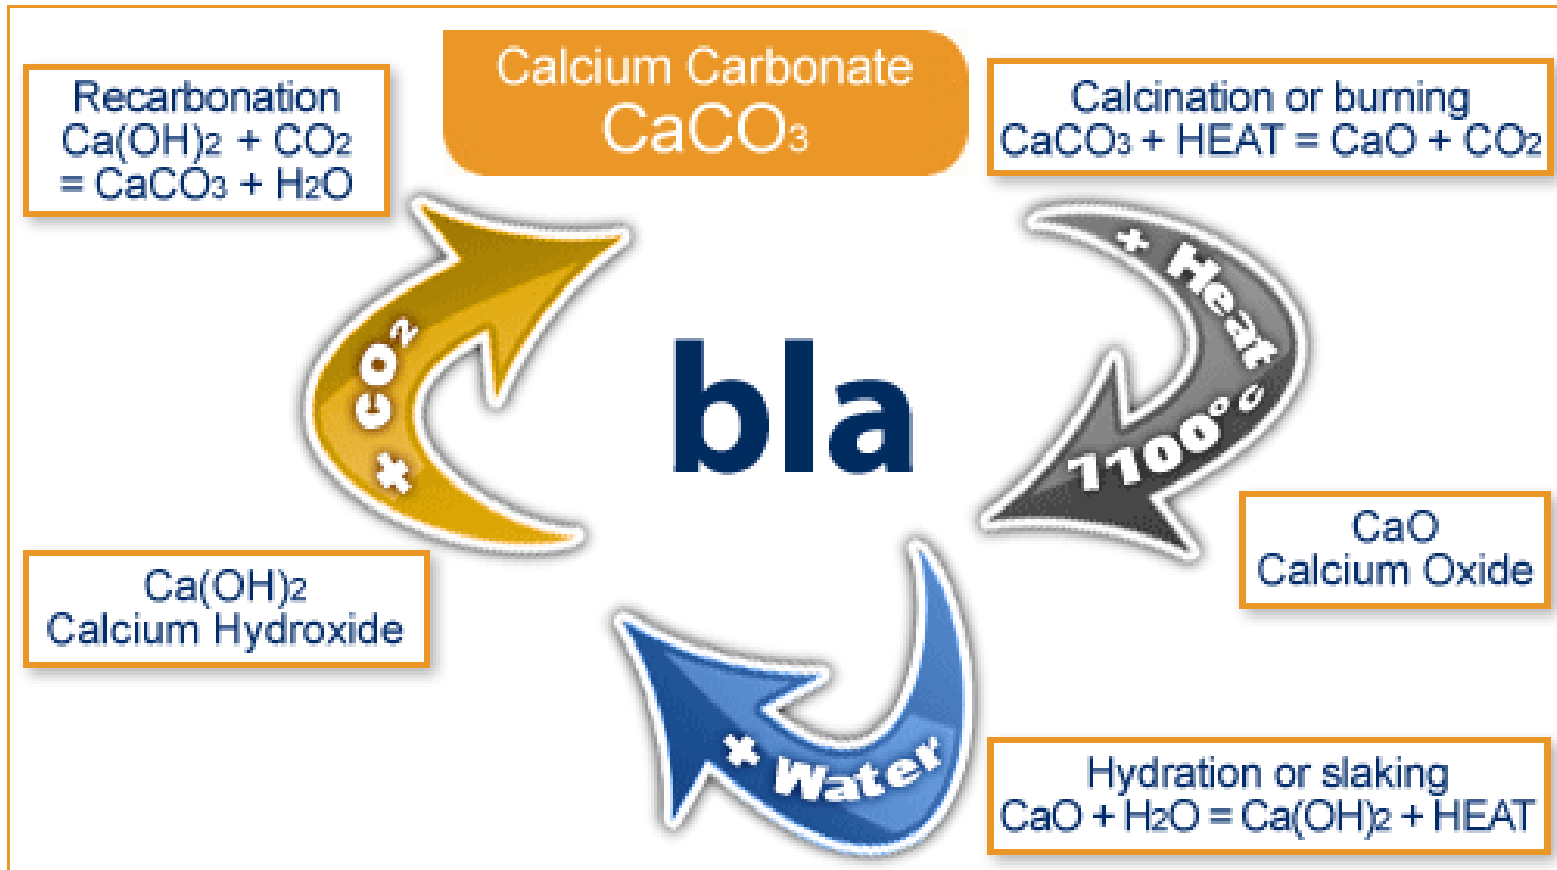 Calcium Carbonate
CaCO₃
Recarbonation
Ca(OH)₂ + CO₂
= CaCO₃ + H₂O
Calcination or burning
CaCO₃ + HEAT = CaO + CO₂
+ Heat
1100°C
+ CO₂
bla
CaO
Calcium Oxide
Ca(OH)₂
Calcium Hydroxide
+ Water
Hydration or slaking
CaO + H₂O = Ca(OH)₂ + HEAT